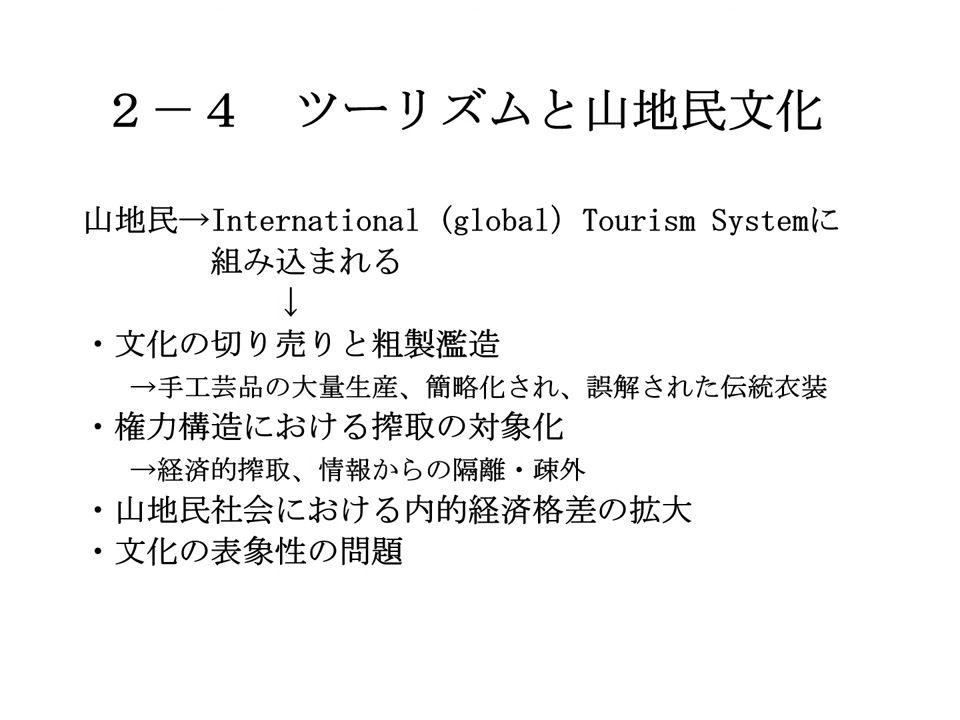 ２－４　ツーリズムと山地民文化
山地民→International (global) Tourism Systemに
組み込まれる
↓
・文化の切り売りと粗製濫造
→手工芸品の大量生産、簡略化され、誤解された伝統衣装
・権力構造における搾取の対象化
→経済的搾取、情報からの隔離・疎外
・山地民社会における内的経済格差の拡大
・文化の表象性の問題